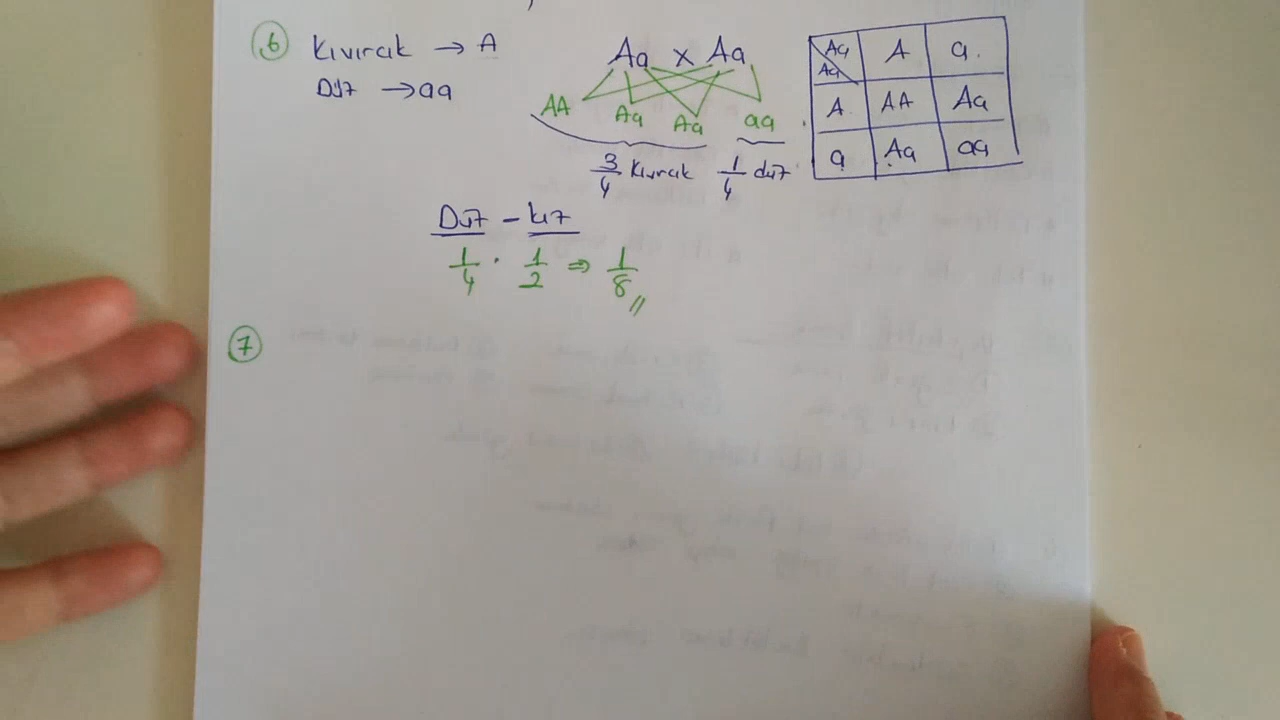 6 Kıvırcık → A
Düz → aa
Aa x Aa
AA Aa Aa aa
3/4 Kıvırcık 1/4 düz
Aa Aa A a
A AA Aa
a Aa aa
Düz - kız
1/4 . 1/2 ⇒ 1/8 //
7